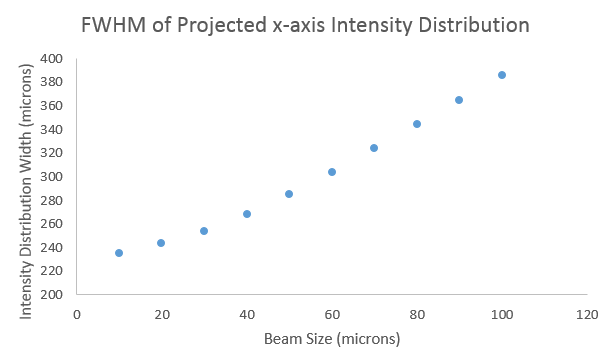 FWHM of Projected x-axis Intensity Distribution
Intensity Distribution Width (microns)
400
380
360
340
320
300
280
260
240
220
200
0 20 40 60 80 100 120
Beam Size (microns)